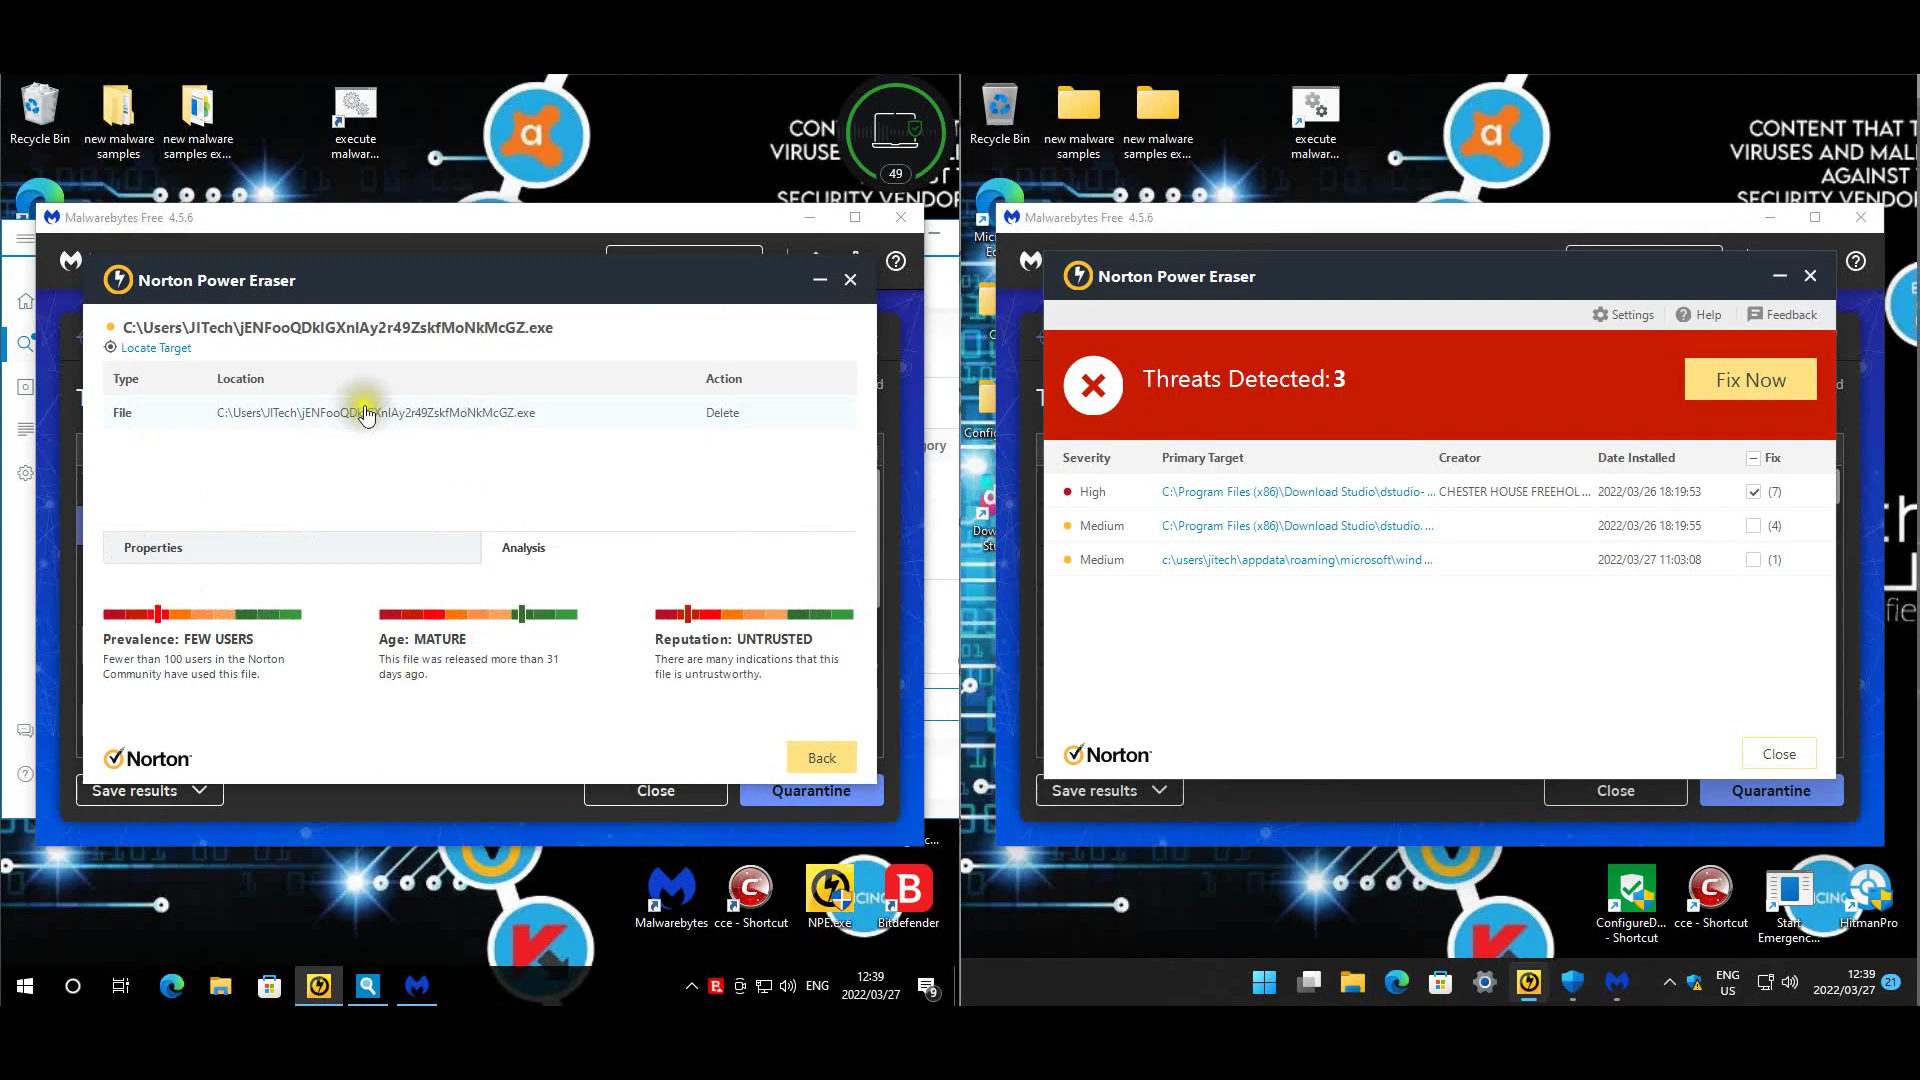 Recycle Bin
new malware
samples
new malware
samples ex...
execute
malwar...
49
CONTENT THAT T
VIRUSES AND MAL
AGAINST
SECURITY VENDOR
Malwarebytes Free 4.5.6
Norton Power Eraser
Locate Target
Type
Location
Action
File
Delete
Properties
Analysis
Prevalence: FEW USERS
Fewer than 100 users in the Norton
Community have used this file.
Age: MATURE
This file was released more than 31
days ago.
Reputation: UNTRUSTED
There are many indications that this
file is untrustworthy.
Norton
Back
Save results
Close
Quarantine
Malwarebytes
cce - Shortcut
NPE.exe
Bitdefender
ENG
12:39
2022/03/27
9
Recycle Bin
new malware
samples
new malware
samples ex...
execute
malwar...
Malwarebytes Free 4.5.6
Norton Power Eraser
Settings
Help
Feedback
Threats Detected: 3
Fix Now
Severity
Primary Target
Creator
Date Installed
Fix
High
C:\Program Files (x86)\Download Studio\dstudio- ...
CHESTER HOUSE FREEHOL ...
2022/03/26 18:19:53
(7)
Medium
C:\Program Files (x86)\Download Studio\dstudio. ...
2022/03/26 18:19:55
(4)
Medium
c:\users\jitech\appdata\roaming\microsoft\wind ...
2022/03/27 11:03:08
(1)
Norton
Close
Save results
Close
Quarantine
ConfigureD...
- Shortcut
cce - Shortcut
Start
Emergenc...
HitmanPro
ENG
US
12:39
2022/03/27
21